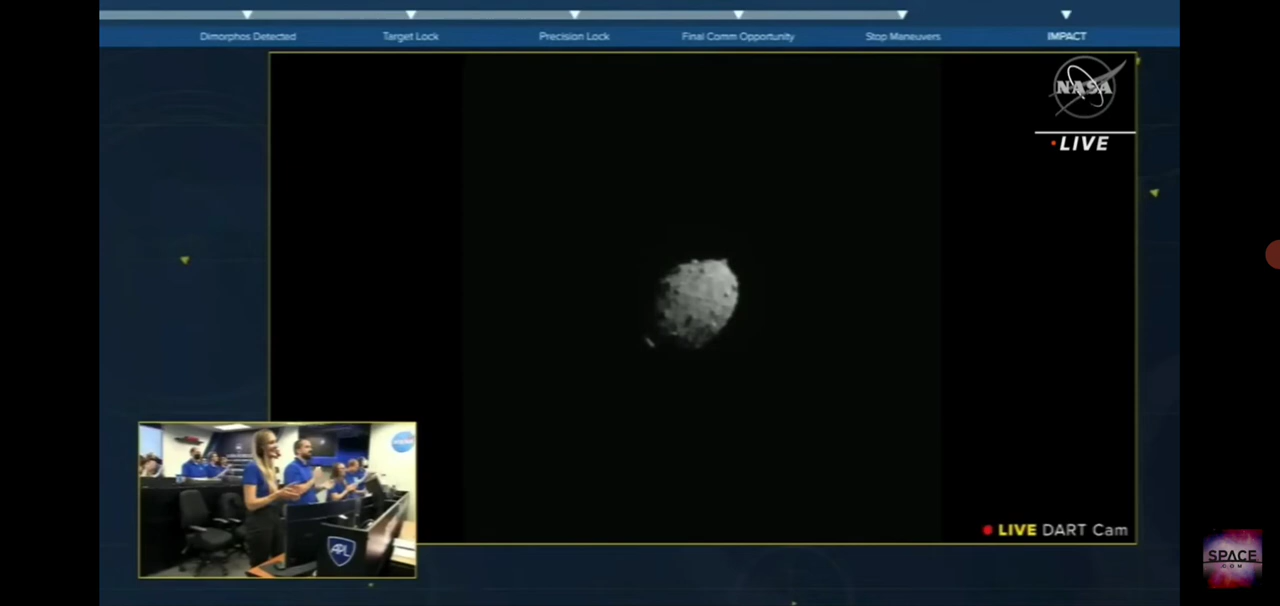 Dimorphos Detected
Target Lock
Precision Lock
Final Comm Opportunity
Stop Maneuvers
IMPACT
NASA
LIVE
LIVE DART Cam
APL
SPACE
.COM